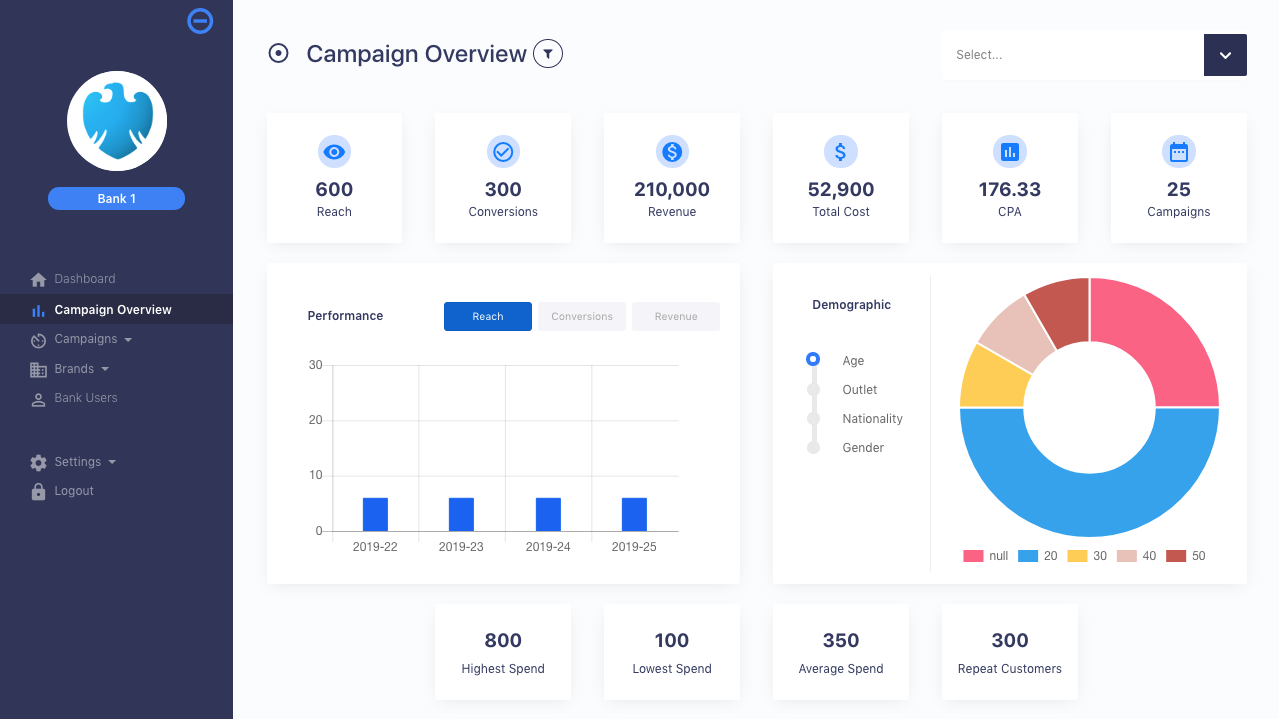 Bank 1
Dashboard
Campaign Overview
Campaigns
Brands
Bank Users
Settings
Logout
Campaign Overview
Select...
600
Reach
300
Conversions
210,000
Revenue
52,900
Total Cost
176.33
CPA
25
Campaigns
Performance
Reach Conversions Revenue
30
20
10
0
2019-22 2019-23 2019-24 2019-25
Demographic
Age
Outlet
Nationality
Gender
null 20 30 40 50
800
Highest Spend
100
Lowest Spend
350
Average Spend
300
Repeat Customers